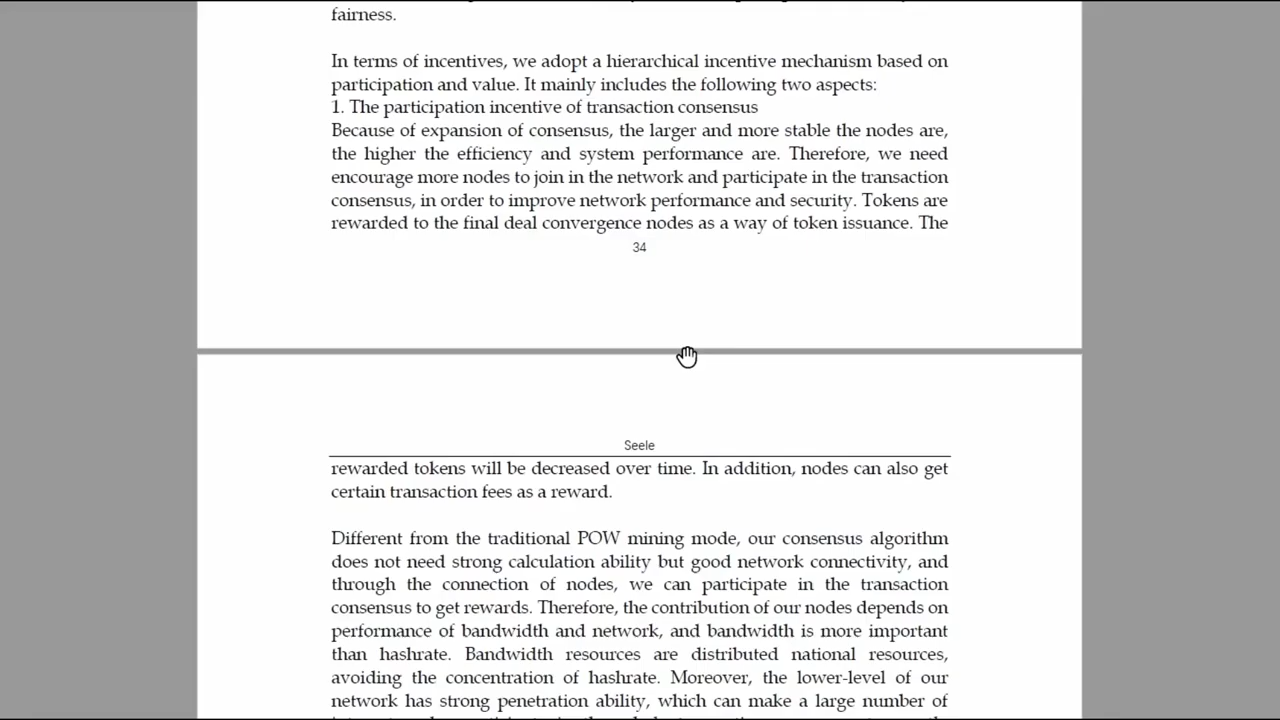 fairness.
In terms of incentives, we adopt a hierarchical incentive mechanism based on
participation and value. It mainly includes the following two aspects:
1. The participation incentive of transaction consensus
Because of expansion of consensus, the larger and more stable the nodes are,
the higher the efficiency and system performance are. Therefore, we need
encourage more nodes to join in the network and participate in the transaction
consensus, in order to improve network performance and security. Tokens are
rewarded to the final deal convergence nodes as a way of token issuance. The
34
Seele
rewarded tokens will be decreased over time. In addition, nodes can also get
certain transaction fees as a reward.
Different from the traditional POW mining mode, our consensus algorithm
does not need strong calculation ability but good network connectivity, and
through the connection of nodes, we can participate in the transaction
consensus to get rewards. Therefore, the contribution of our nodes depends on
performance of bandwidth and network, and bandwidth is more important
than hashrate. Bandwidth resources are distributed national resources,
avoiding the concentration of hashrate. Moreover, the lower-level of our
network has strong penetration ability, which can make a large number of